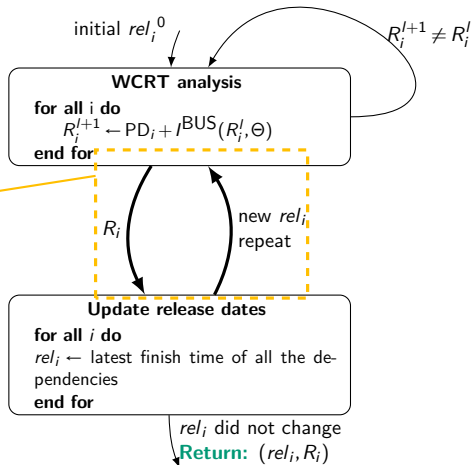 initial rel_i^0
R_i^{l+1} ≠ R_i^l
WCRT analysis
for all i do
R_i^{l+1} ← PD_i + I^{BUS}(R_i^l, Θ)
end for
R_i
new rel_i
repeat
Update release dates
for all i do
rel_i ← latest finish time of all the de-
pendencies
end for
rel_i did not change
Return: (rel_i, R_i)